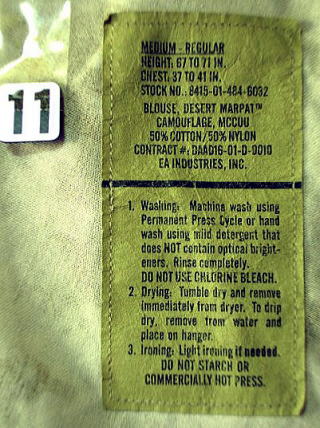 11
MEDIUM - REGULAR
HEIGHT: 67 TO 71 IN.
CHEST: 37 TO 41 IN.
STOCK NO.: 8415-01-484-6032
BLOUSE, DESERT MARPAT™
CAMOUFLAGE, MCCUU
50% COTTON/50% NYLON
CONTRACT #: DAAD16-01-D-0010
EA INDUSTRIES, INC.
1. Washing: Machine wash using
Permanent Press Cycle or hand
wash using mild detergent that
does NOT contain optical bright-
eners. Rinse completely.
DO NOT USE CHLORINE BLEACH.
2. Drying: Tumble dry and remove
immediately from dryer. To drip
dry, remove from water and
place on hanger.
3. Ironing: Light ironing if needed.
DO NOT STARCH OR
COMMERCIALLY HOT PRESS.